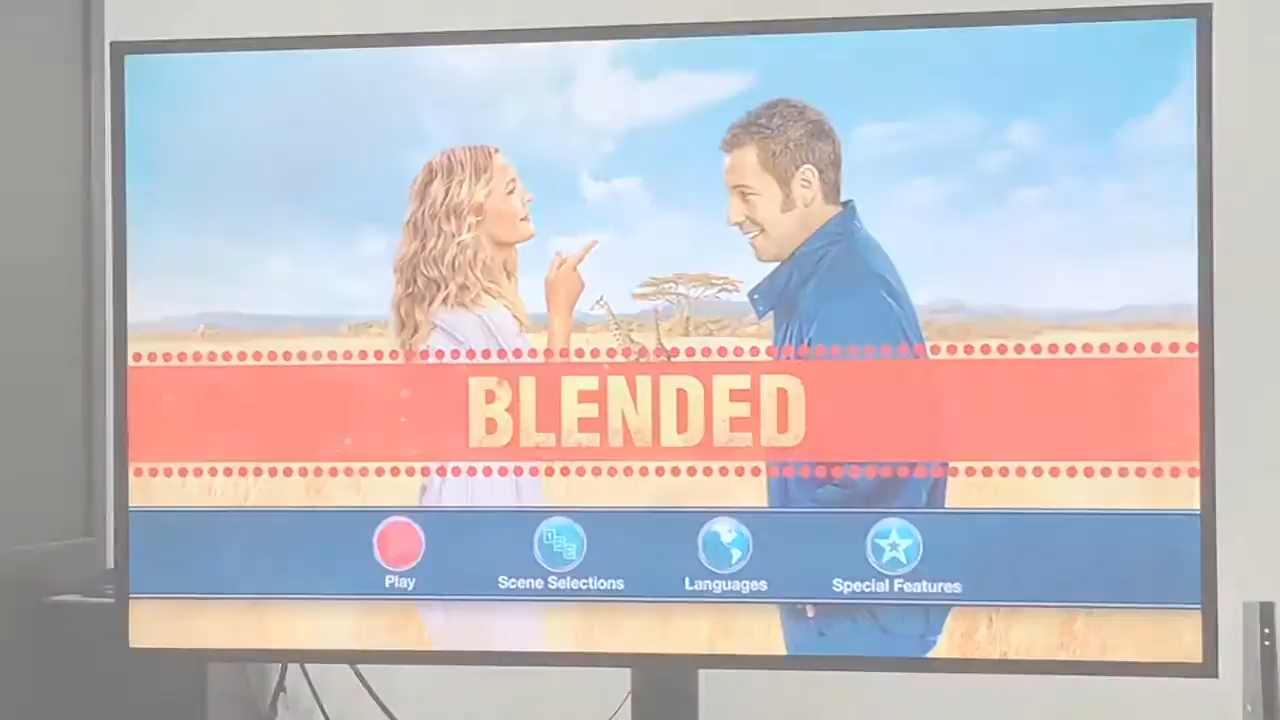 BLENDED
Play
Scene Selections
Languages
Special Features